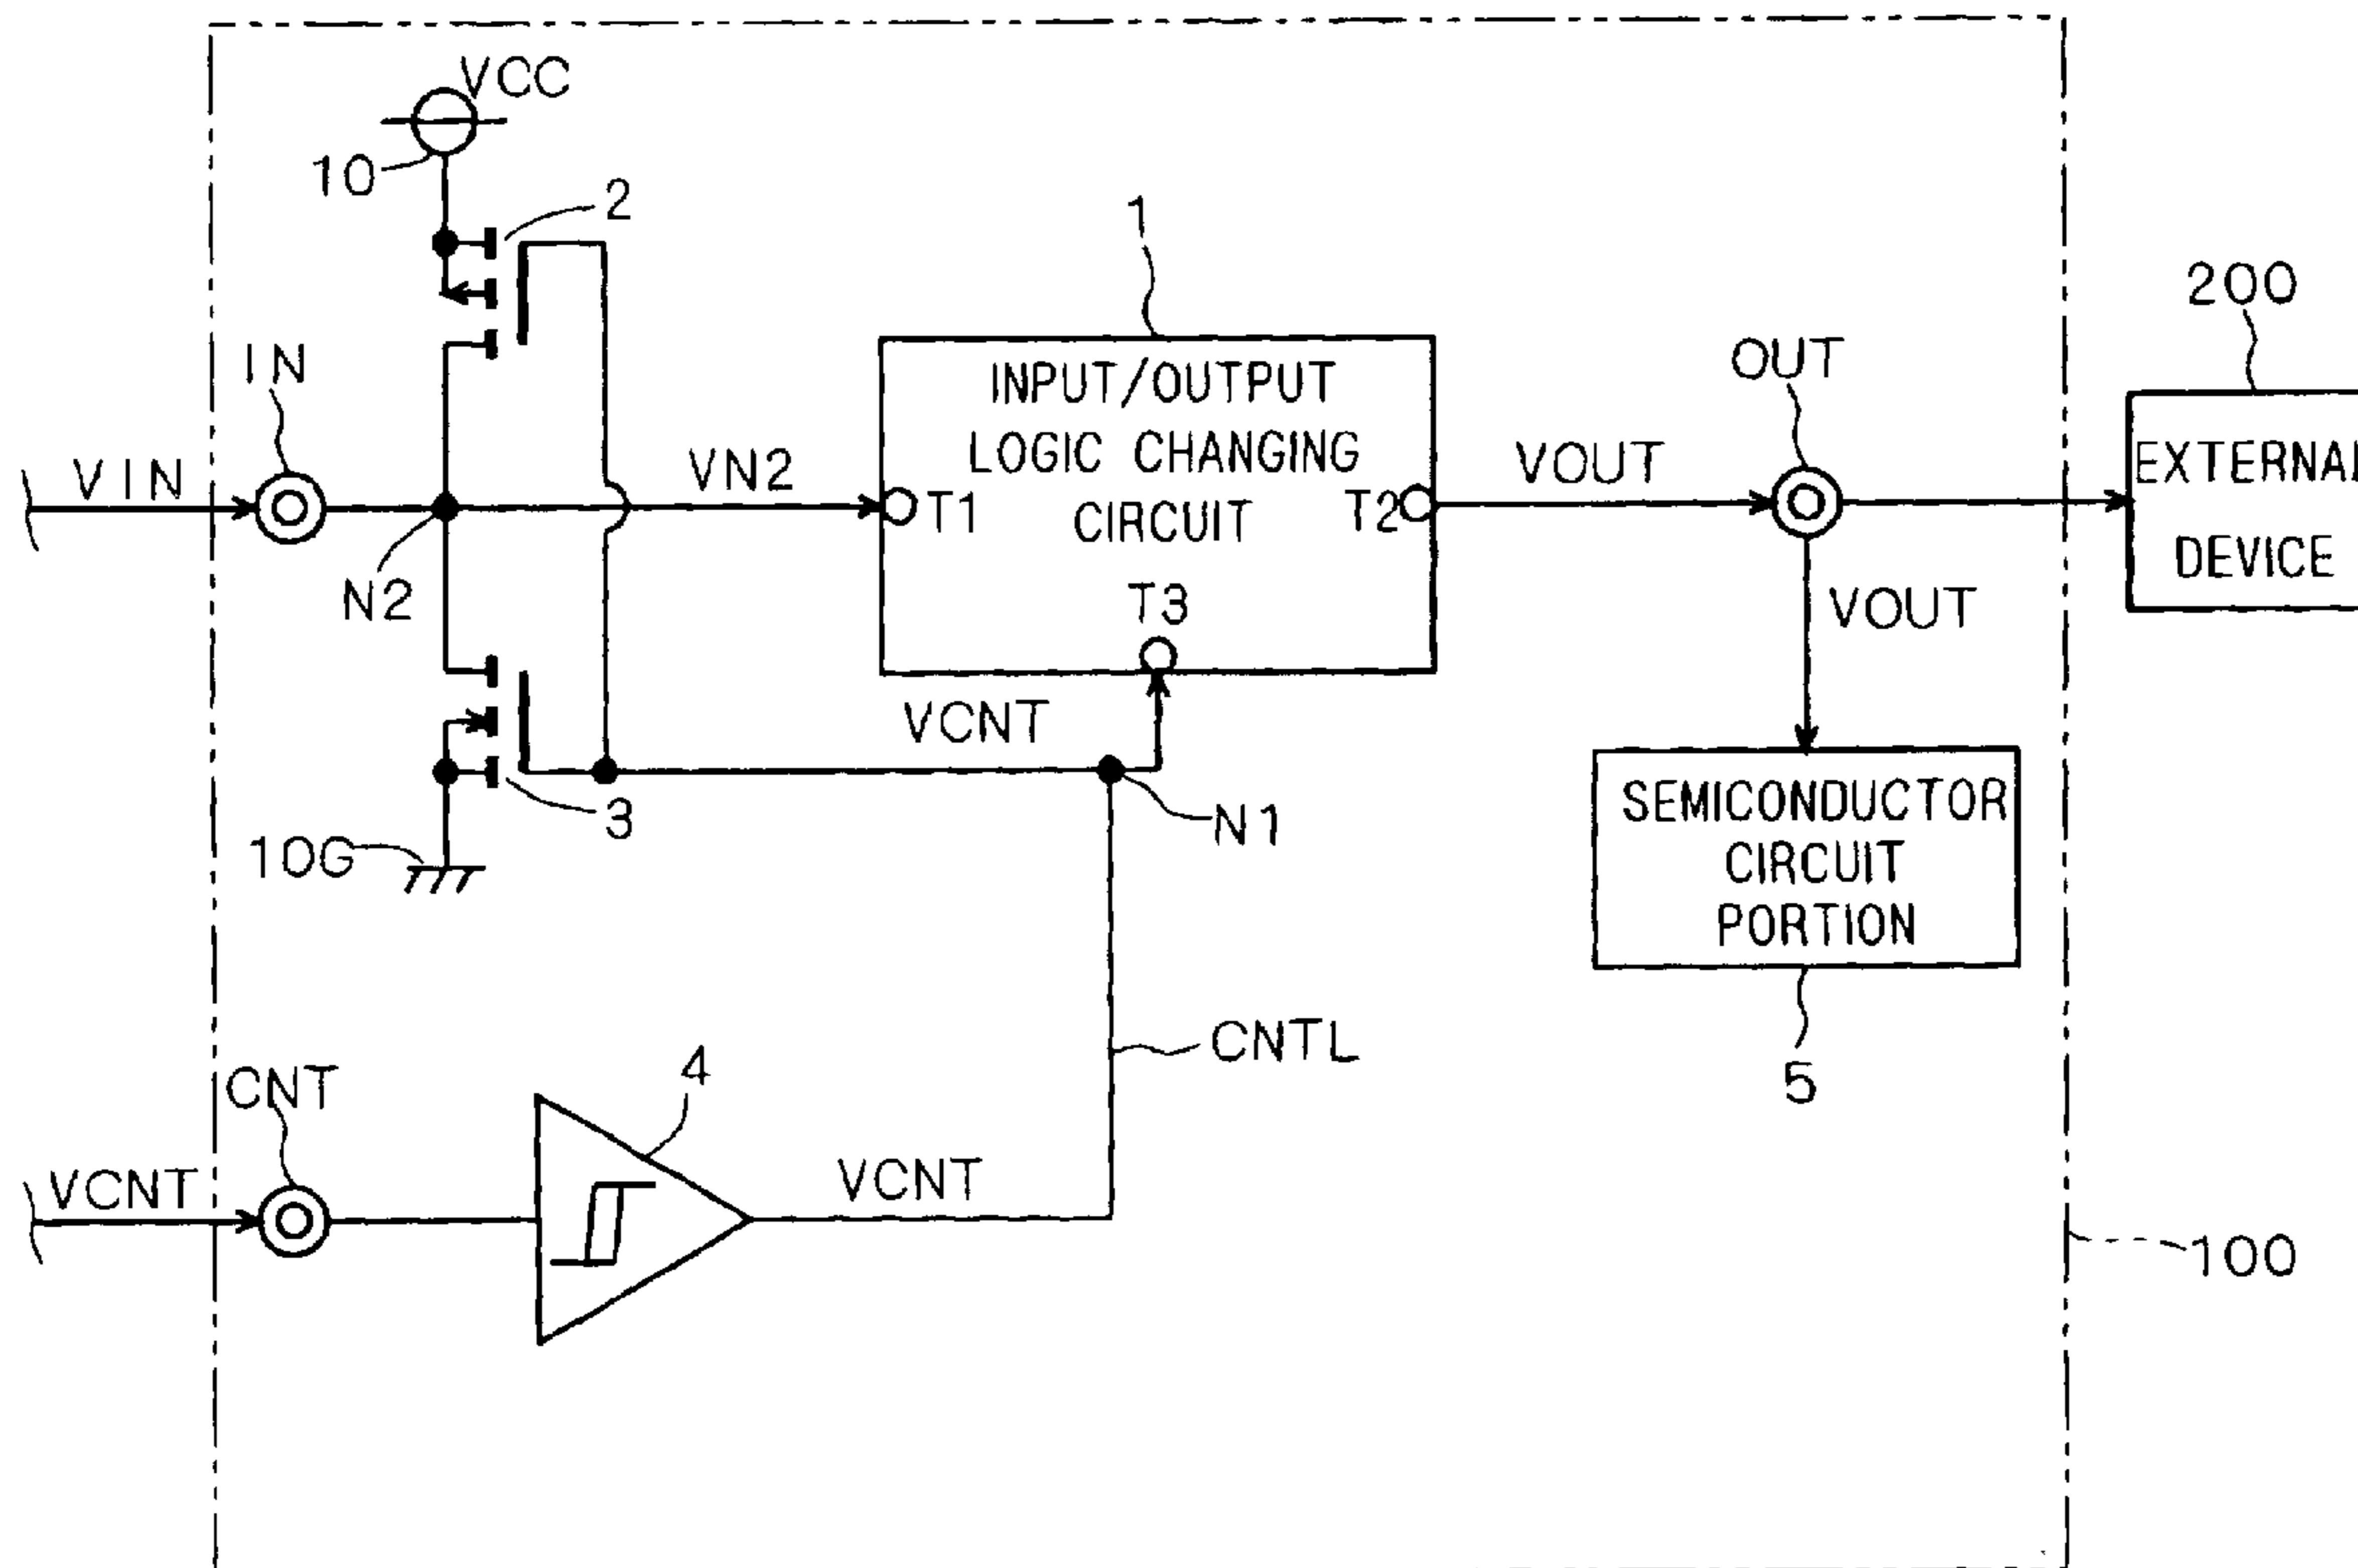 VCC
10
2
1
200
IN
INPUT/OUTPUT
LOGIC CHANGING
CIRCUIT
OUT
VIN
VN2
T1
T2
VOUT
EXTERNAL
DEVICE
N2
T3
VOUT
VCNT
3
N1
10G
SEMICONDUCTOR
CIRCUIT
PORTION
CNTL
4
5
CNT
VCNT
VCNT
100